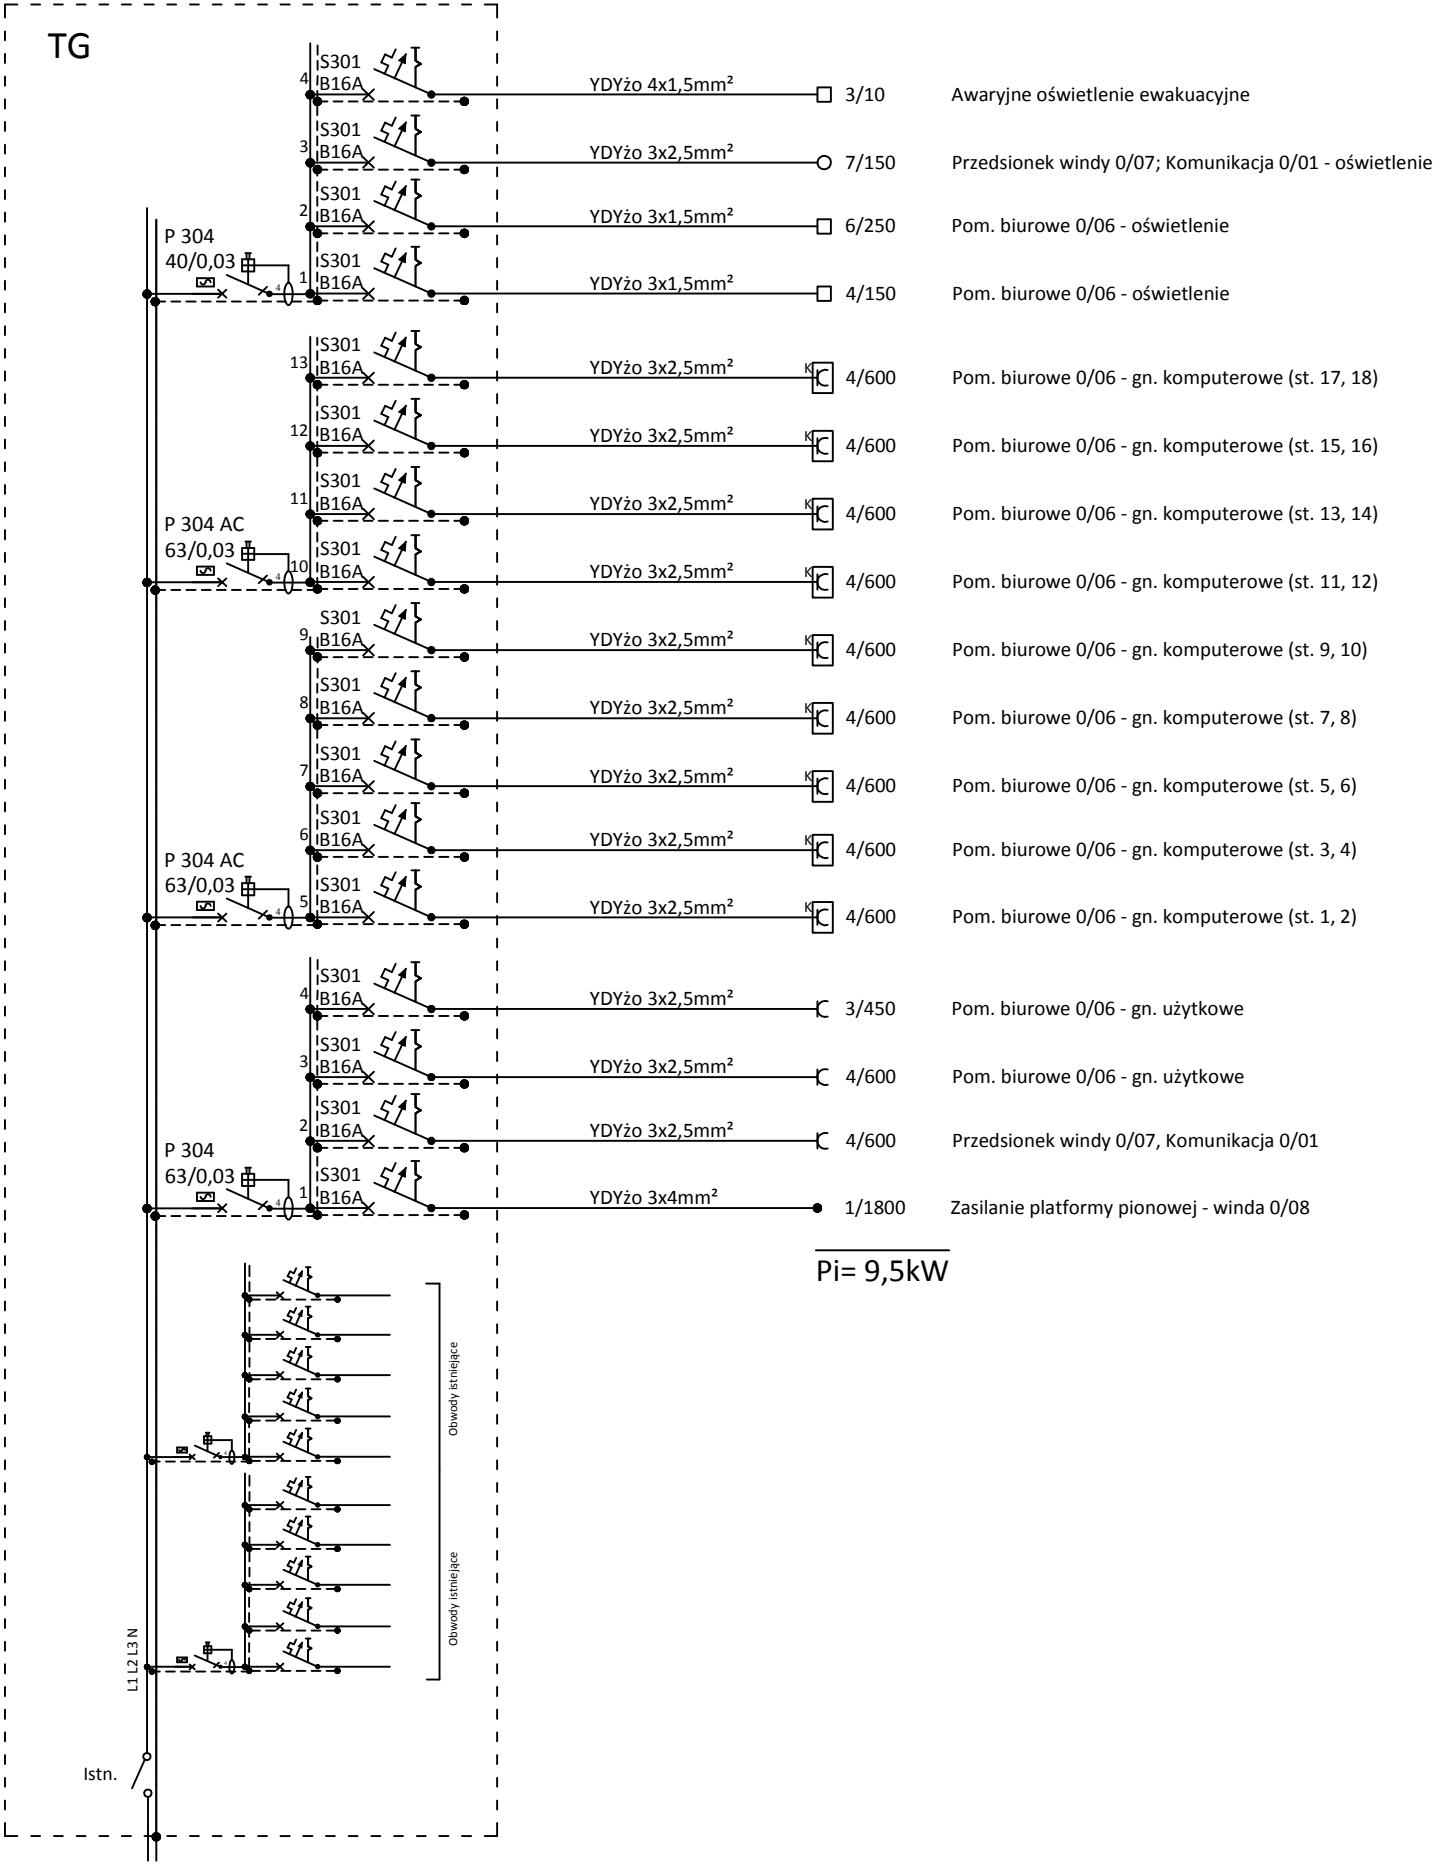 TG
S301
4 B16A YDYżo 4x1,5mm² 3/10 Awaryjne oświetlenie ewakuacyjne
S301
3 B16A YDYżo 3x2,5mm² 7/150 Przedsionek windy 0/07; Komunikacja 0/01 - oświetlenie
S301
2 B16A YDYżo 3x1,5mm² 6/250 Pom. biurowe 0/06 - oświetlenie
P 304
40/0,03
S301
4 1 B16A YDYżo 3x1,5mm² 4/150 Pom. biurowe 0/06 - oświetlenie
S301
13 B16A YDYżo 3x2,5mm² K 4/600 Pom. biurowe 0/06 - gn. komputerowe (st. 17, 18)
S301
12 B16A YDYżo 3x2,5mm² K 4/600 Pom. biurowe 0/06 - gn. komputerowe (st. 15, 16)
S301
11 B16A YDYżo 3x2,5mm² K 4/600 Pom. biurowe 0/06 - gn. komputerowe (st. 13, 14)
P 304 AC
63/0,03
S301
4 10 B16A YDYżo 3x2,5mm² K 4/600 Pom. biurowe 0/06 - gn. komputerowe (st. 11, 12)
S301
9 B16A YDYżo 3x2,5mm² K 4/600 Pom. biurowe 0/06 - gn. komputerowe (st. 9, 10)
S301
8 B16A YDYżo 3x2,5mm² K 4/600 Pom. biurowe 0/06 - gn. komputerowe (st. 7, 8)
S301
7 B16A YDYżo 3x2,5mm² K 4/600 Pom. biurowe 0/06 - gn. komputerowe (st. 5, 6)
S301
6 B16A YDYżo 3x2,5mm² K 4/600 Pom. biurowe 0/06 - gn. komputerowe (st. 3, 4)
P 304 AC
63/0,03
S301
4 5 B16A YDYżo 3x2,5mm² K 4/600 Pom. biurowe 0/06 - gn. komputerowe (st. 1, 2)
S301
4 B16A YDYżo 3x2,5mm² 3/450 Pom. biurowe 0/06 - gn. użytkowe
S301
3 B16A YDYżo 3x2,5mm² 4/600 Pom. biurowe 0/06 - gn. użytkowe
S301
2 B16A YDYżo 3x2,5mm² 4/600 Przedsionek windy 0/07, Komunikacja 0/01
P 304
63/0,03
S301
4 1 B16A YDYżo 3x4mm² 1/1800 Zasilanie platformy pionowej - winda 0/08
Pi= 9,5kW
Obwody istniejące
4
Obwody istniejące
4
L1 L2 L3 N
Istn.